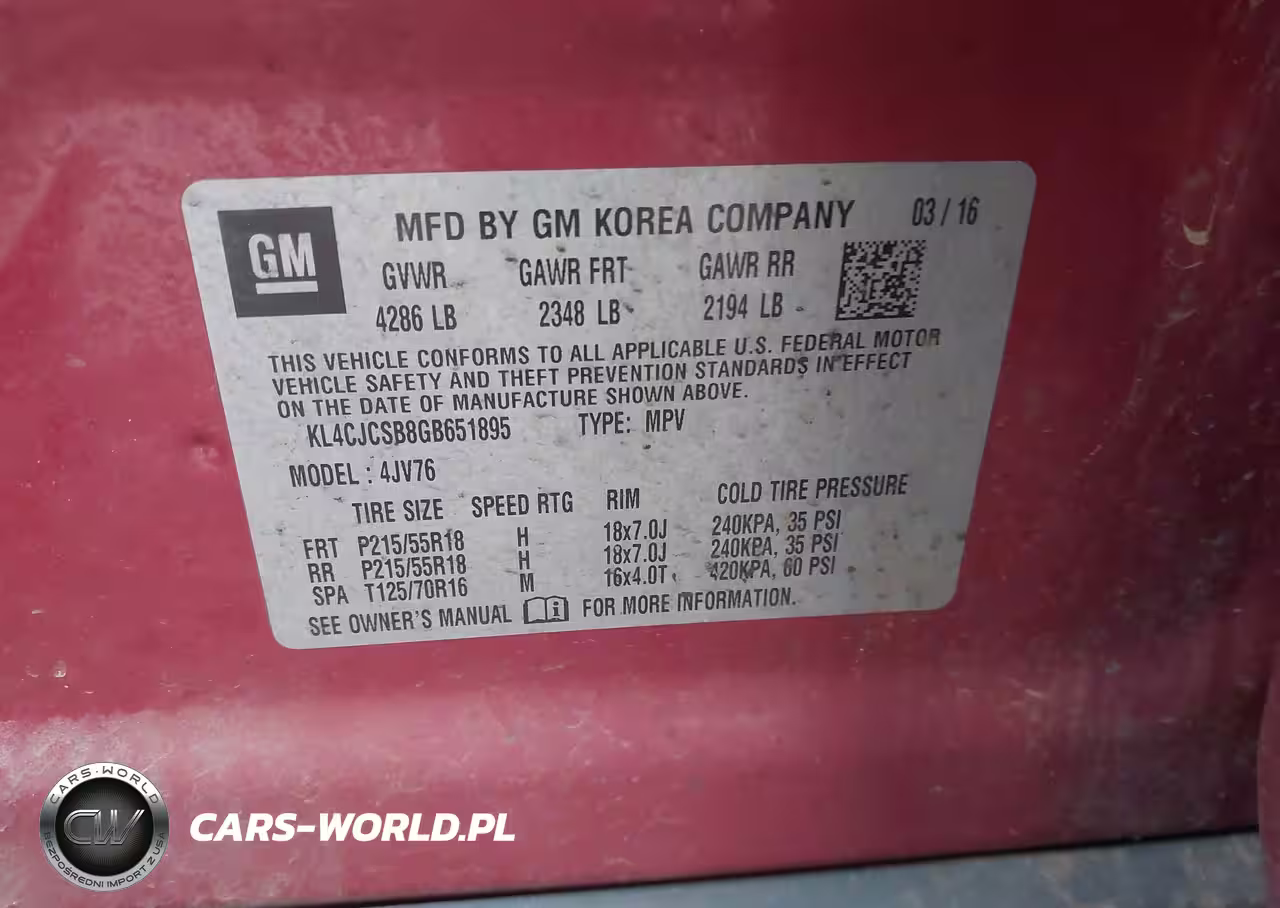 GM
MFD BY GM KOREA COMPANY 03 / 16
GVWR GAWR FRT GAWR RR
4286 LB 2348 LB 2194 LB
THIS VEHICLE CONFORMS TO ALL APPLICABLE U.S. FEDERAL MOTOR
VEHICLE SAFETY AND THEFT PREVENTION STANDARDS IN EFFECT
ON THE DATE OF MANUFACTURE SHOWN ABOVE.
KL4CJCSB8GB651895 TYPE: MPV
MODEL : 4JV76
TIRE SIZE SPEED RTG RIM COLD TIRE PRESSURE
FRT P215/55R18 H 18x7.0J 240KPA, 35 PSI
RR P215/55R18 H 18x7.0J 240KPA, 35 PSI
SPA T125/70R16 M 16x4.0T 420KPA, 60 PSI
SEE OWNER'S MANUAL FOR MORE INFORMATION.
CARS-WORLD
CW
BEZPOŚREDNI IMPORT Z USA
CARS-WORLD.PL